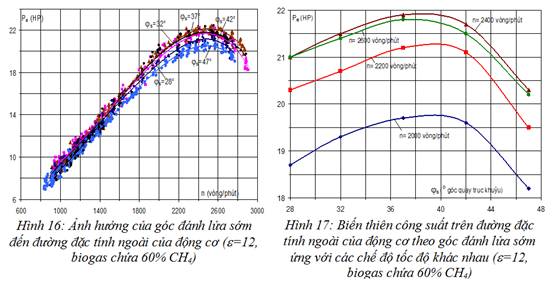 Pₑ (HP)
φₛ=32°
φₛ=37°
φₛ=42°
φₛ=28°
φₛ=47°
22
20
18
16
14
12
10
8
6
600 1000 1400 1800 2200 2600 3000
n (vòng/phút)
Hình 16: Ảnh hưởng của góc đánh lửa sớm
đến đường đặc tính ngoài của động cơ (ε=12,
biogas chứa 60% CH₄)
Pₑ (HP)
n= 2400 vòng/phút
n= 2600 vòng/phút
n= 2200 vòng/phút
n= 2000 vòng/phút
22
21
20
19
18
φₛ (° góc quay trục khuỷu)
28 32 36 40 44 48
Hình 17: Biến thiên công suất trên đường đặc
tính ngoài của động cơ theo góc đánh lửa sớm
ứng với các chế độ tốc độ khác nhau (ε=12,
biogas chứa 60% CH₄)